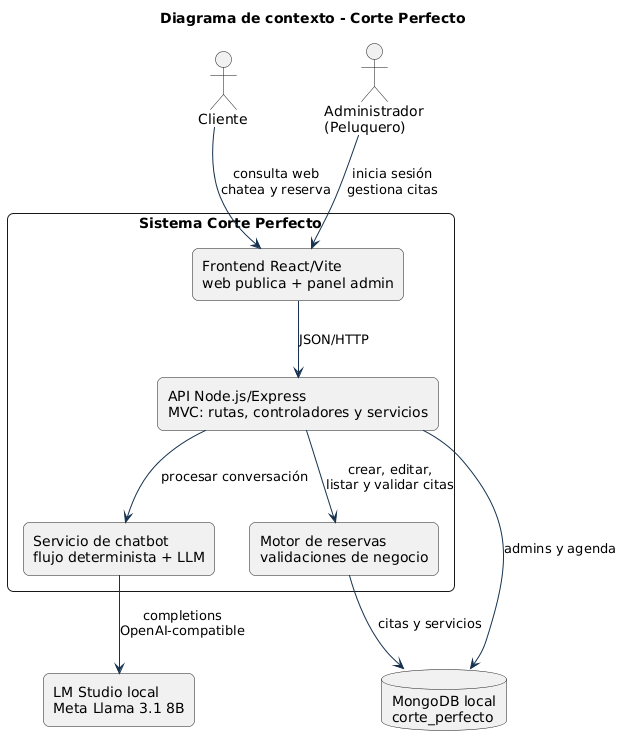 Diagrama de contexto - Corte Perfecto
Cliente
Administrador
(Peluquero)
consulta web
chatea y reserva
inicia sesión
gestiona citas
Sistema Corte Perfecto
Frontend React/Vite
web publica + panel admin
JSON/HTTP
API Node.js/Express
MVC: rutas, controladores y servicios
procesar conversación
crear, editar,
listar y validar citas
Servicio de chatbot
flujo determinista + LLM
Motor de reservas
validaciones de negocio
admins y agenda
completions
OpenAI-compatible
citas y servicios
LM Studio local
Meta Llama 3.1 8B
MongoDB local
corte_perfecto